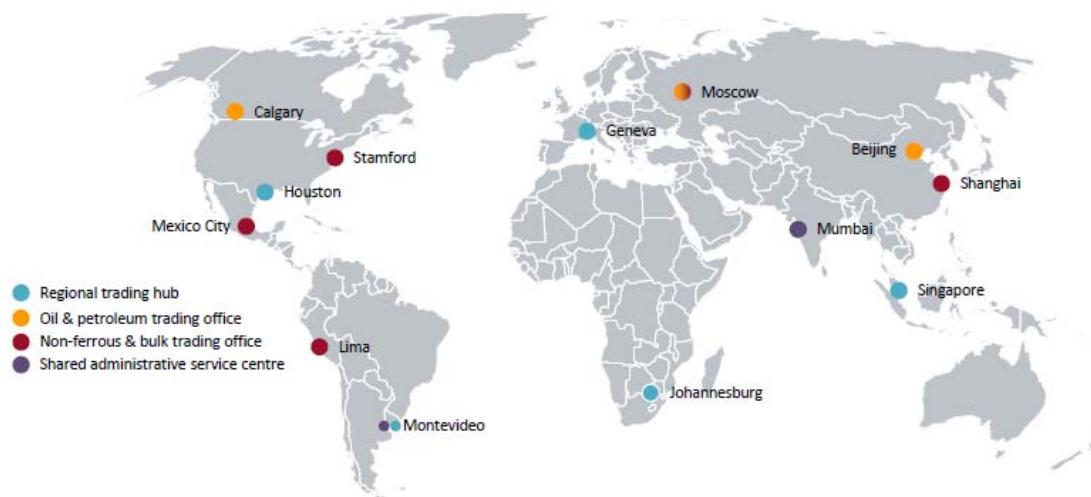 Moscow
Calgary
Geneva
Beijing
Stamford
Shanghai
Houston
Mexico City
Mumbai
Regional trading hub
Singapore
Oil & petroleum trading office
Non-ferrous & bulk trading office
Lima
Shared administrative service centre
Johannesburg
Montevideo